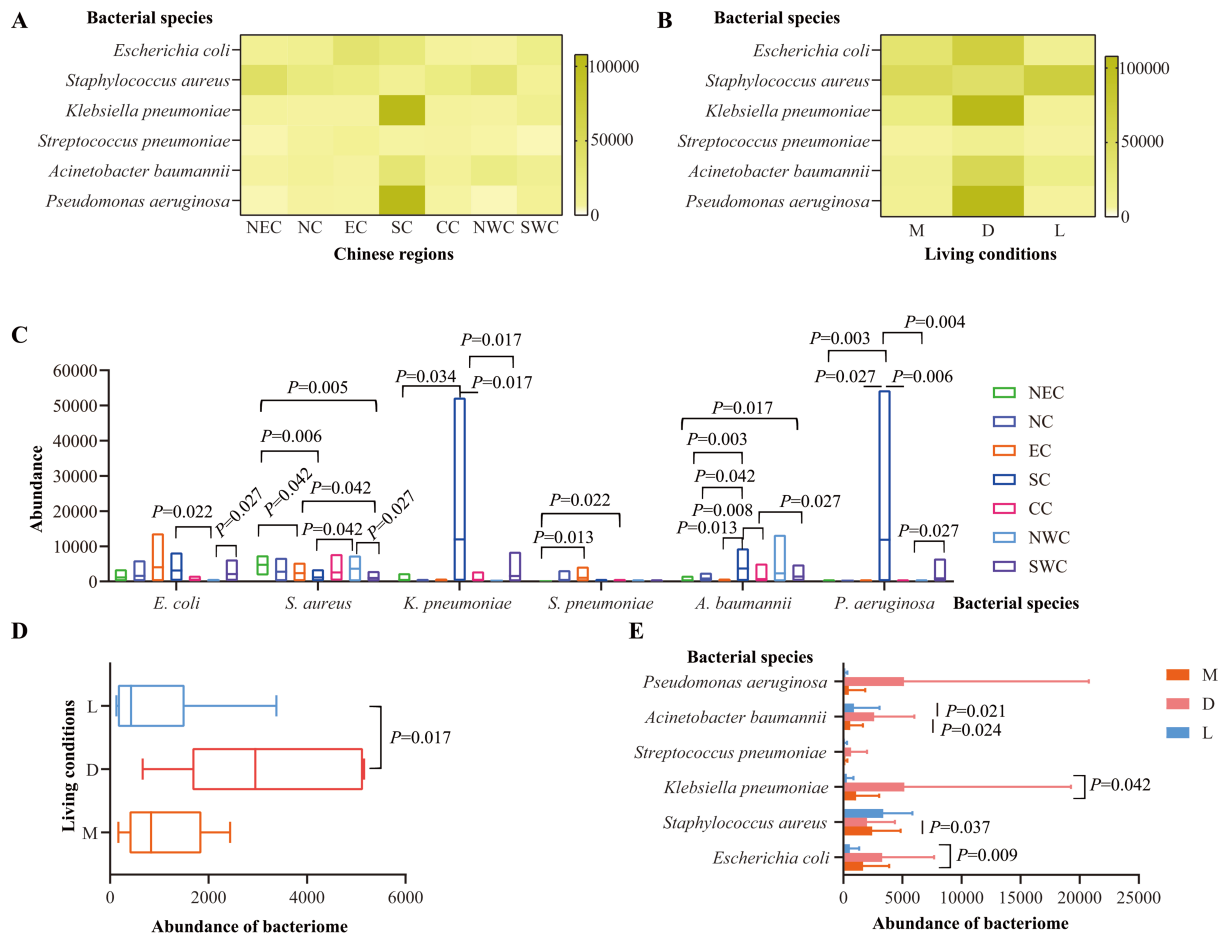 A
Bacterial species
Escherichia coli
Staphylococcus aureus
Klebsiella pneumoniae
Streptococcus pneumoniae
Acinetobacter baumannii
Pseudomonas aeruginosa
NEC NC EC SC CC NWC SWC
Chinese regions
100000
50000
0
B
Bacterial species
Escherichia coli
Staphylococcus aureus
Klebsiella pneumoniae
Streptococcus pneumoniae
Acinetobacter baumannii
Pseudomonas aeruginosa
M D L
Living conditions
100000
50000
0
C
Abundance
60000
50000
40000
30000
20000
10000
0
P=0.022
P=0.027
P=0.005
P=0.006
P=0.042
P=0.042
P=0.042
P=0.027
P=0.017
P=0.034
P=0.017
P=0.022
P=0.013
P=0.017
P=0.003
P=0.042
P=0.008
P=0.013
P=0.027
P=0.004
P=0.003
P=0.027
P=0.006
P=0.027
E. coli S. aureus K. pneumoniae S. pneumoniae A. baumannii P. aeruginosa Bacterial species
NEC
NC
EC
SC
CC
NWC
SWC
D
Living conditions
L
D
M
P=0.017
0 2000 4000 6000
Abundance of bacteriome
E
Bacterial species
Pseudomonas aeruginosa
Acinetobacter baumannii
Streptococcus pneumoniae
Klebsiella pneumoniae
Staphylococcus aureus
Escherichia coli
P=0.021
P=0.024
P=0.042
P=0.037
P=0.009
0 5000 10000 15000 20000 25000
Abundance of bacteriome
M
D
L